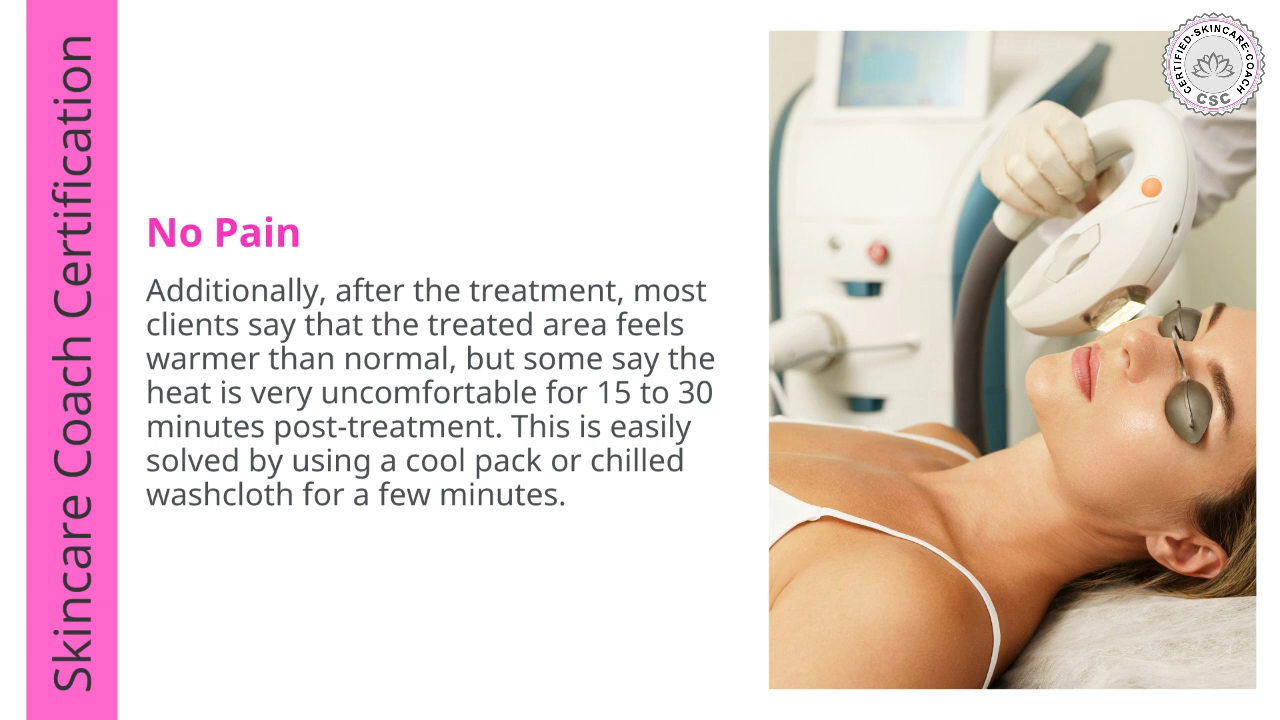 Skincare Coach Certification
No Pain
Additionally, after the treatment, most
clients say that the treated area feels
warmer than normal, but some say the
heat is very uncomfortable for 15 to 30
minutes post-treatment. This is easily
solved by using a cool pack or chilled
washcloth for a few minutes.
CERTIFIED·SKINCARE·COACH
CSC